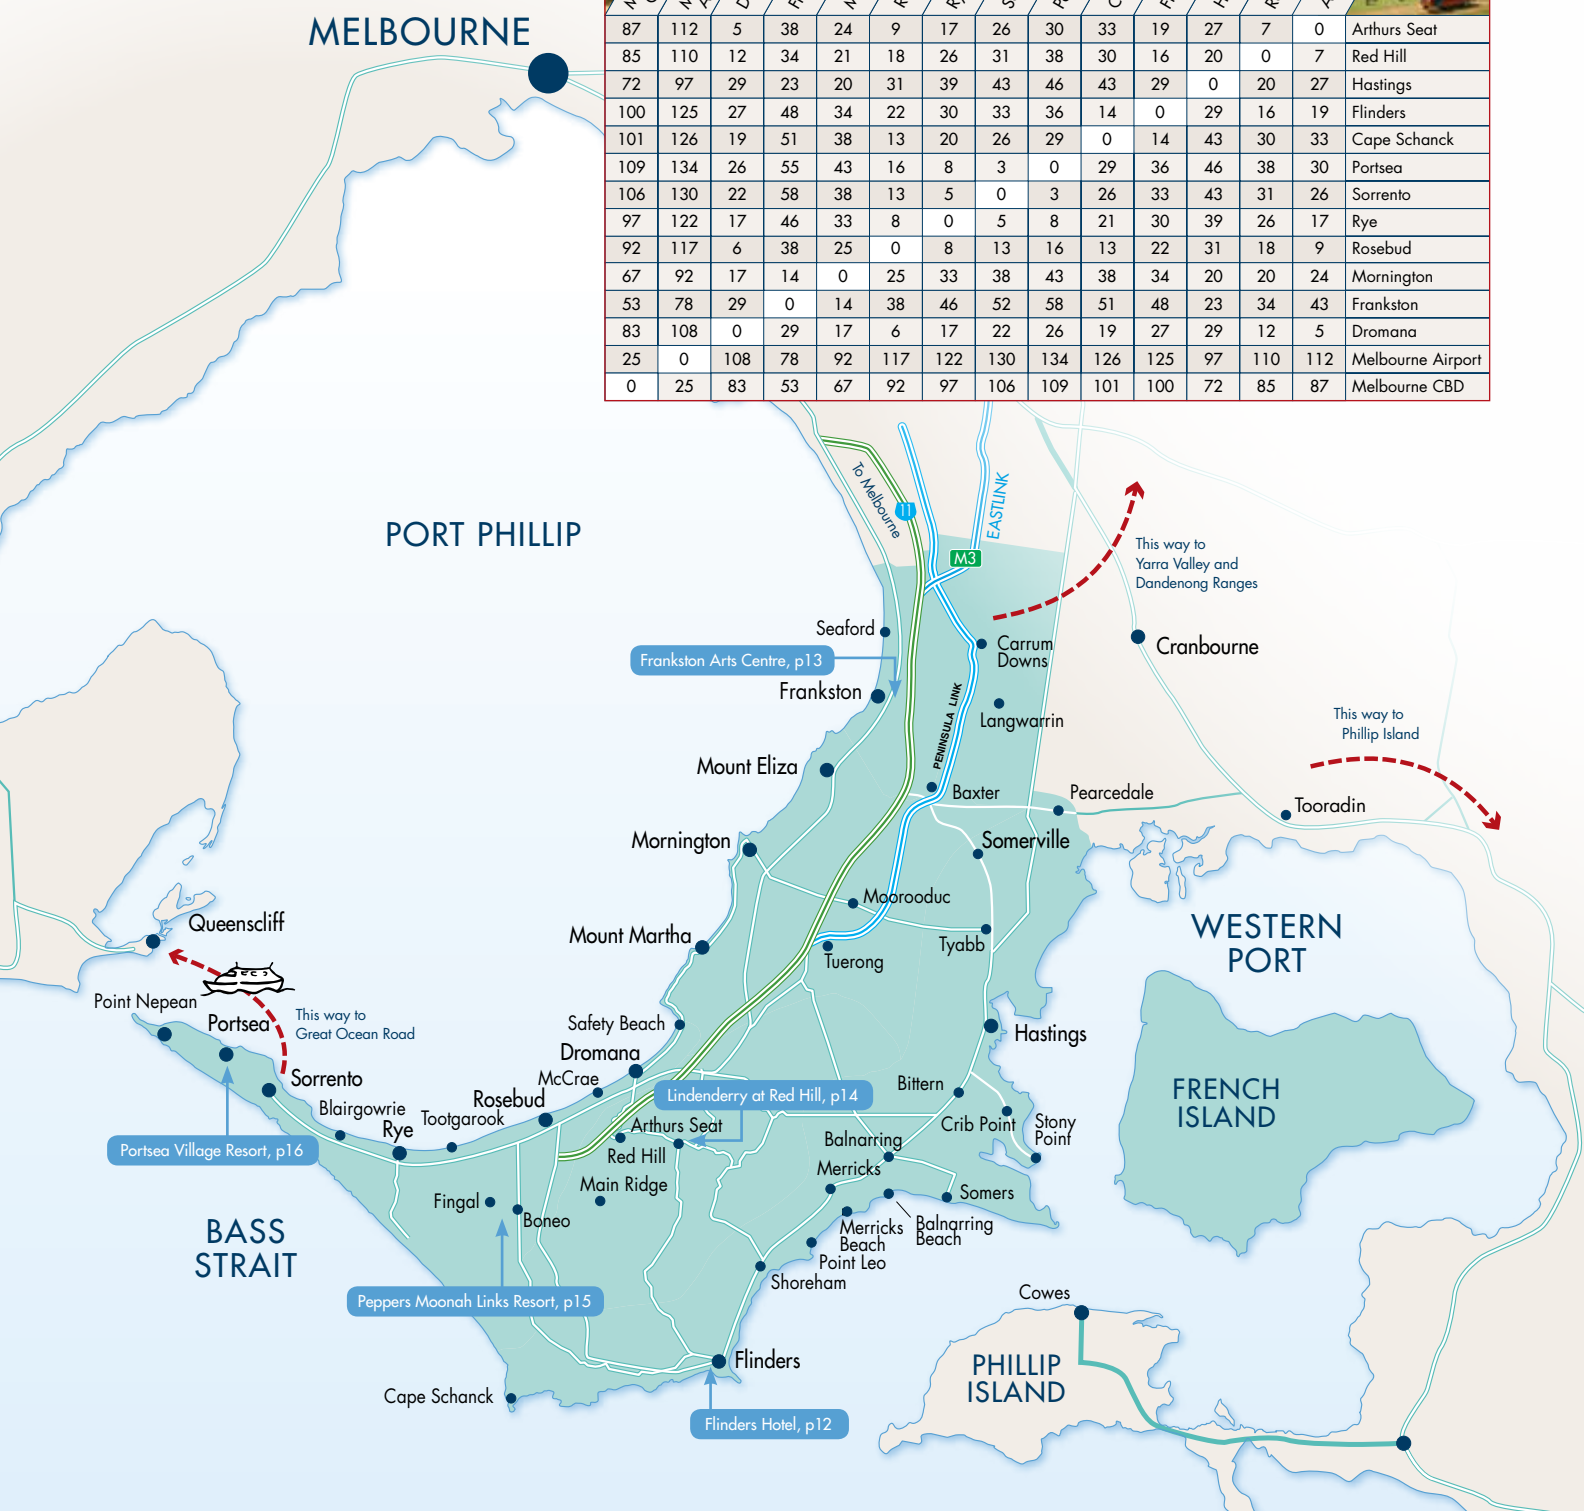 MELBOURNE
87 112 5 38 24 9 17 26 30 33 19 27 7 0 Arthurs Seat
85 110 12 34 21 18 26 31 38 30 16 20 0 7 Red Hill
72 97 29 23 20 31 39 43 46 43 29 0 20 27 Hastings
100 125 27 48 34 22 30 33 36 14 0 29 16 19 Flinders
101 126 19 51 38 13 20 26 29 0 14 43 30 33 Cape Schanck
109 134 26 55 43 16 8 3 0 29 36 46 38 30 Portsea
106 130 22 58 38 13 5 0 3 26 33 43 31 26 Sorrento
97 122 17 46 33 8 0 5 8 21 30 39 26 17 Rye
92 117 6 38 25 0 8 13 16 13 22 31 18 9 Rosebud
67 92 17 14 0 25 33 38 43 38 34 20 20 24 Mornington
53 78 29 0 14 38 46 52 58 51 48 23 34 43 Frankston
83 108 0 29 17 6 17 22 26 19 27 29 12 5 Dromana
25 0 108 78 92 117 122 130 134 126 125 97 110 112 Melbourne Airport
0 25 83 53 67 92 97 106 109 101 100 72 85 87 Melbourne CBD
To Melbourne
11
EASTLINK
M3
PORT PHILLIP
This way to
Yarra Valley and
Dandenong Ranges
Seaford
Carrum
Downs
Cranbourne
Frankston Arts Centre, p13
Frankston
Langwarrin
PENINSULA LINK
This way to
Phillip Island
Mount Eliza
Baxter
Pearcedale
Tooradin
Mornington
Somerville
Moorooduc
Queenscliff
Mount Martha
Tyabb
Tuerong
WESTERN
PORT
Point Nepean
Portsea
This way to
Great Ocean Road
Safety Beach
Hastings
Dromana
McCrae
Sorrento
Rosebud
Lindenderry at Red Hill, p14
Bittern
FRENCH
ISLAND
Blairgowrie
Tootgarook
Rye
Arthurs Seat
Crib Point
Stony
Point
Portsea Village Resort, p16
Red Hill
Balnarring
Merricks
Main Ridge
Fingal
Somers
Boneo
BASS
STRAIT
Merricks
Beach
Balnarring
Beach
Point Leo
Shoreham
Peppers Moonah Links Resort, p15
Cowes
Flinders
PHILLIP
ISLAND
Cape Schanck
Flinders Hotel, p12